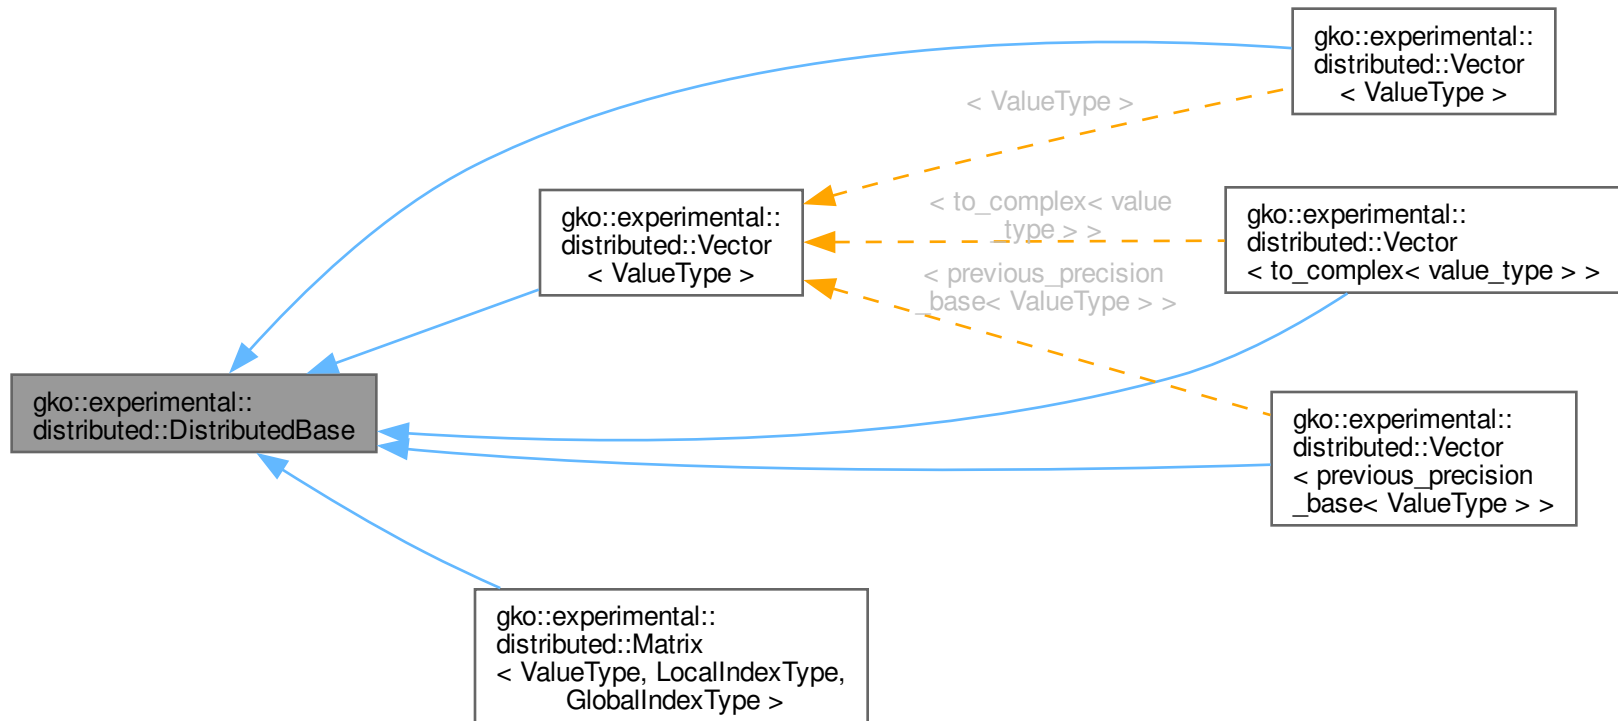 gko::experimental::
distributed::Vector
< ValueType >
< ValueType >
gko::experimental::
distributed::Vector
< ValueType >
< to_complex< value
_type > >
gko::experimental::
distributed::Vector
< to_complex< value_type > >
< previous_precision
_base< ValueType > >
gko::experimental::
distributed::DistributedBase
gko::experimental::
distributed::Vector
< previous_precision
_base< ValueType > >
gko::experimental::
distributed::Matrix
< ValueType, LocalIndexType,
GlobalIndexType >